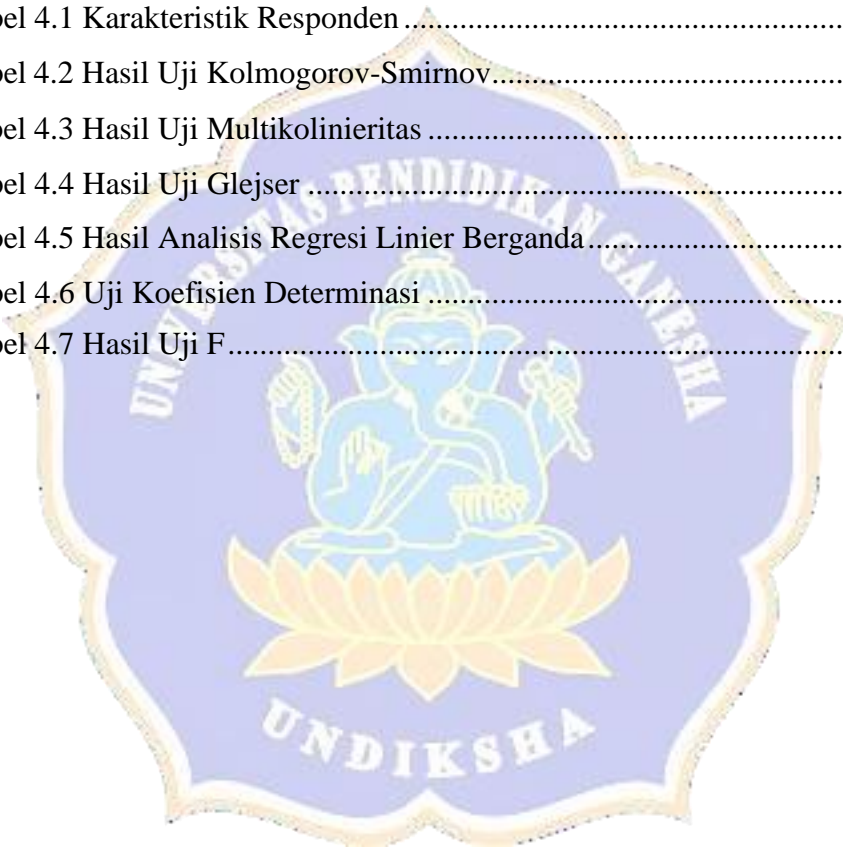 bel 4.1 Karakteristik Responden
bel 4.2 Hasil Uji Kolmogorov-Smirnov
bel 4.3 Hasil Uji Multikolinieritas
bel 4.4 Hasil Uji Glejser
bel 4.5 Hasil Analisis Regresi Linier Berganda
bel 4.6 Uji Koefisien Determinasi
bel 4.7 Hasil Uji F
UNIVERSITAS PENDIDIKAN GANESHA
UNDIKSHA